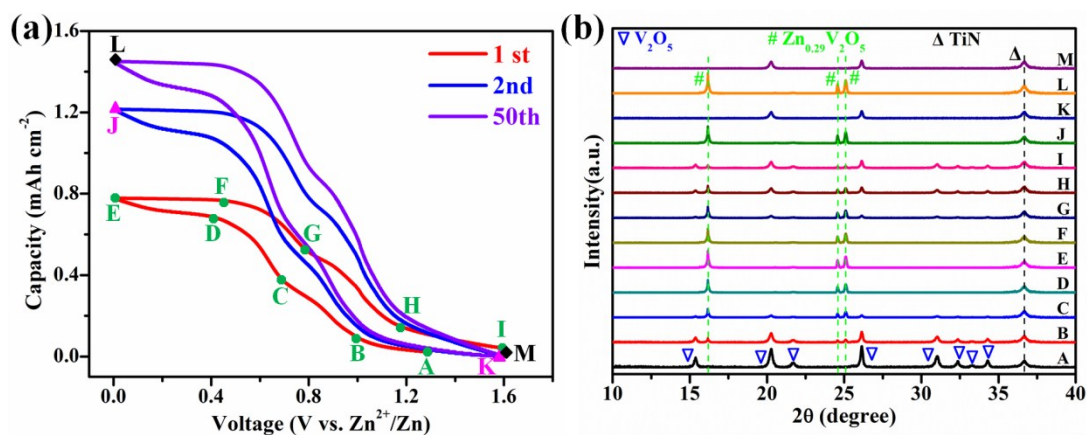 (a)
L
1.6
1.2
0.8
0.4
0.0
Capacity (mAh cm⁻²)
1 st
2nd
50th
J
E
F
D
G
C
H
B
A
I
M
K
0.0 0.4 0.8 1.2 1.6
Voltage (V vs. Zn²⁺/Zn)
(b)
∇ V₂O₅ # Zn₀.₂₉V₂O₅ Δ TiN
Δ
M
# # #
L
K
J
I
H
G
F
E
D
C
B
∇ ∇ ∇ ∇ ∇ ∇ ∇ ∇
A
Intensity(a.u.)
10 15 20 25 30 35 40
2θ (degree)